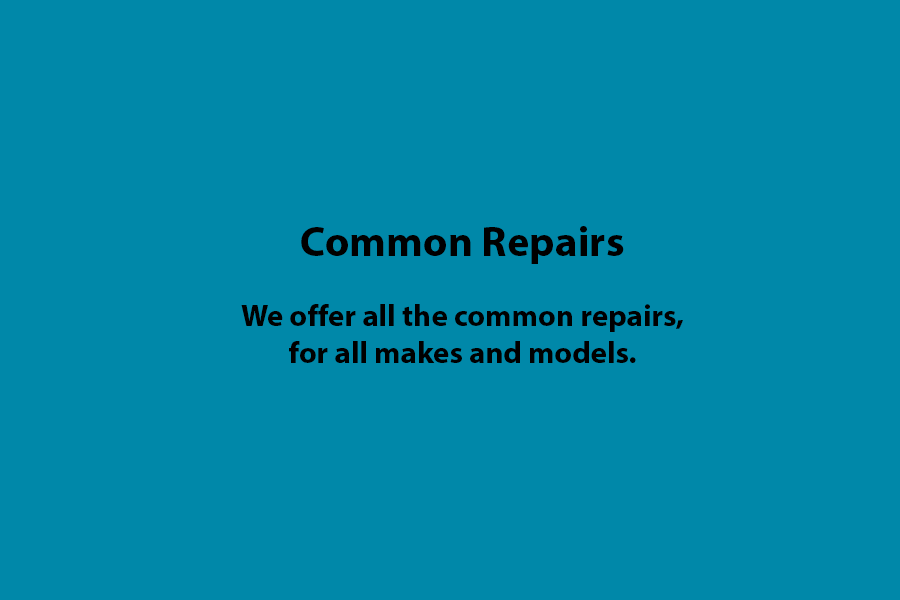 Common Repairs
We offer all the common repairs,
for all makes and models.